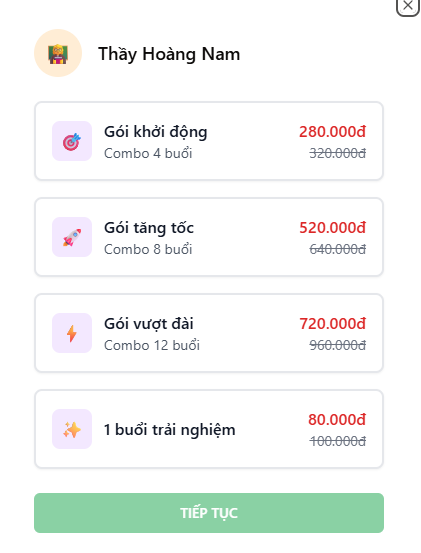 Thầy Hoàng Nam
Gói khởi động
280.000đ
Combo 4 buổi
320.000đ
Gói tăng tốc
520.000đ
Combo 8 buổi
640.000đ
Gói vượt đài
720.000đ
Combo 12 buổi
960.000đ
1 buổi trải nghiệm
80.000đ
100.000đ
TIẾP TỤC